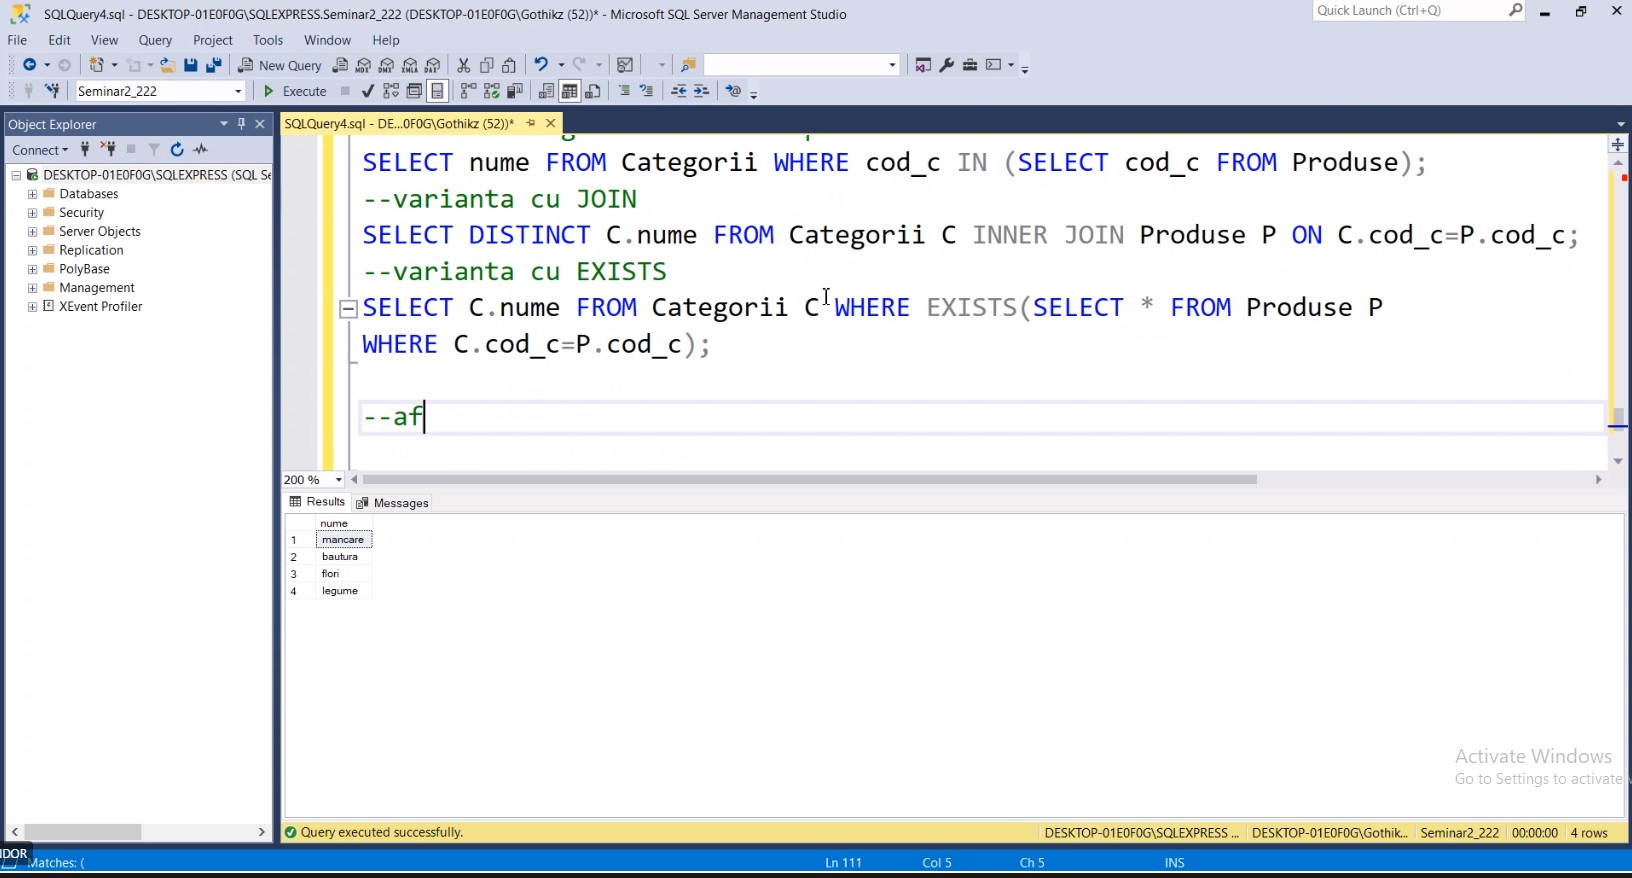 SQLQuery4.sql - DESKTOP-01E0F0G\SQLEXPRESS.Seminar2_222 (DESKTOP-01E0F0G\Gothikz (52))* - Microsoft SQL Server Management Studio
Quick Launch (Ctrl+Q)
File Edit View Query Project Tools Window Help
New Query
MDX DMX XMLA DAX
Seminar2_222
Execute
Object Explorer
SQLQuery4.sql - DE...0F0G\Gothikz (52))*
Connect
DESKTOP-01E0F0G\SQLEXPRESS (SQL Se
Databases
Security
Server Objects
Replication
PolyBase
Management
XEvent Profiler
SELECT nume FROM Categorii WHERE cod_c IN (SELECT cod_c FROM Produse);
--varianta cu JOIN
SELECT DISTINCT C.nume FROM Categorii C INNER JOIN Produse P ON C.cod_c=P.cod_c;
--varianta cu EXISTS
SELECT C.nume FROM Categorii C WHERE EXISTS(SELECT * FROM Produse P
WHERE C.cod_c=P.cod_c);
--af
200 %
Results Messages
nume
1 mancare
2 bautura
3 flori
4 legume
Activate Windows
Go to Settings to activate
Query executed successfully.
DESKTOP-01E0F0G\SQLEXPRESS ... DESKTOP-01E0F0G\Gothik... Seminar2_222 00:00:00 4 rows
NDOR
Matches: (
Ln 111 Col 5 Ch 5 INS